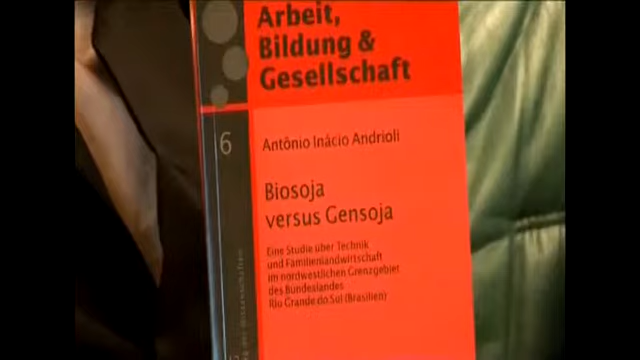 6
Arbeit,
Bildung &
Gesellschaft
6
Antônio Inácio Andrioli
Biosoja
versus Gensoja
Eine Studie über Technik
und Familienlandwirtschaft
im nordwestlichen Grenzgebiet
des Bundeslandes
Rio Grande do Sul (Brasilien)